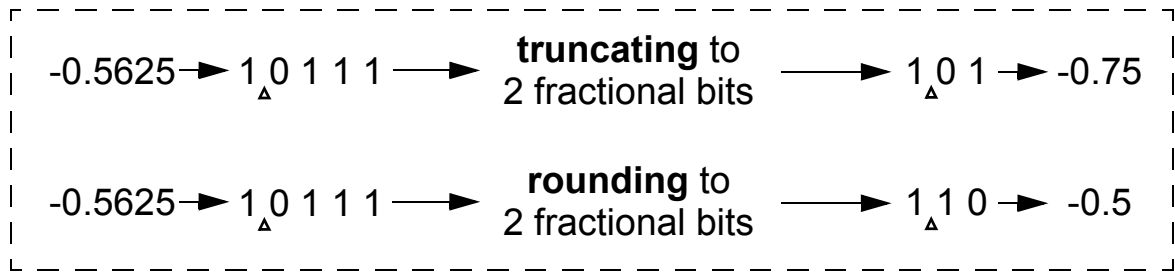 truncating to
-0.5625 1 0 1 1 1 2 fractional bits 1 0 1 -0.75
rounding to
-0.5625 1 0 1 1 1 2 fractional bits 1 1 0 -0.5